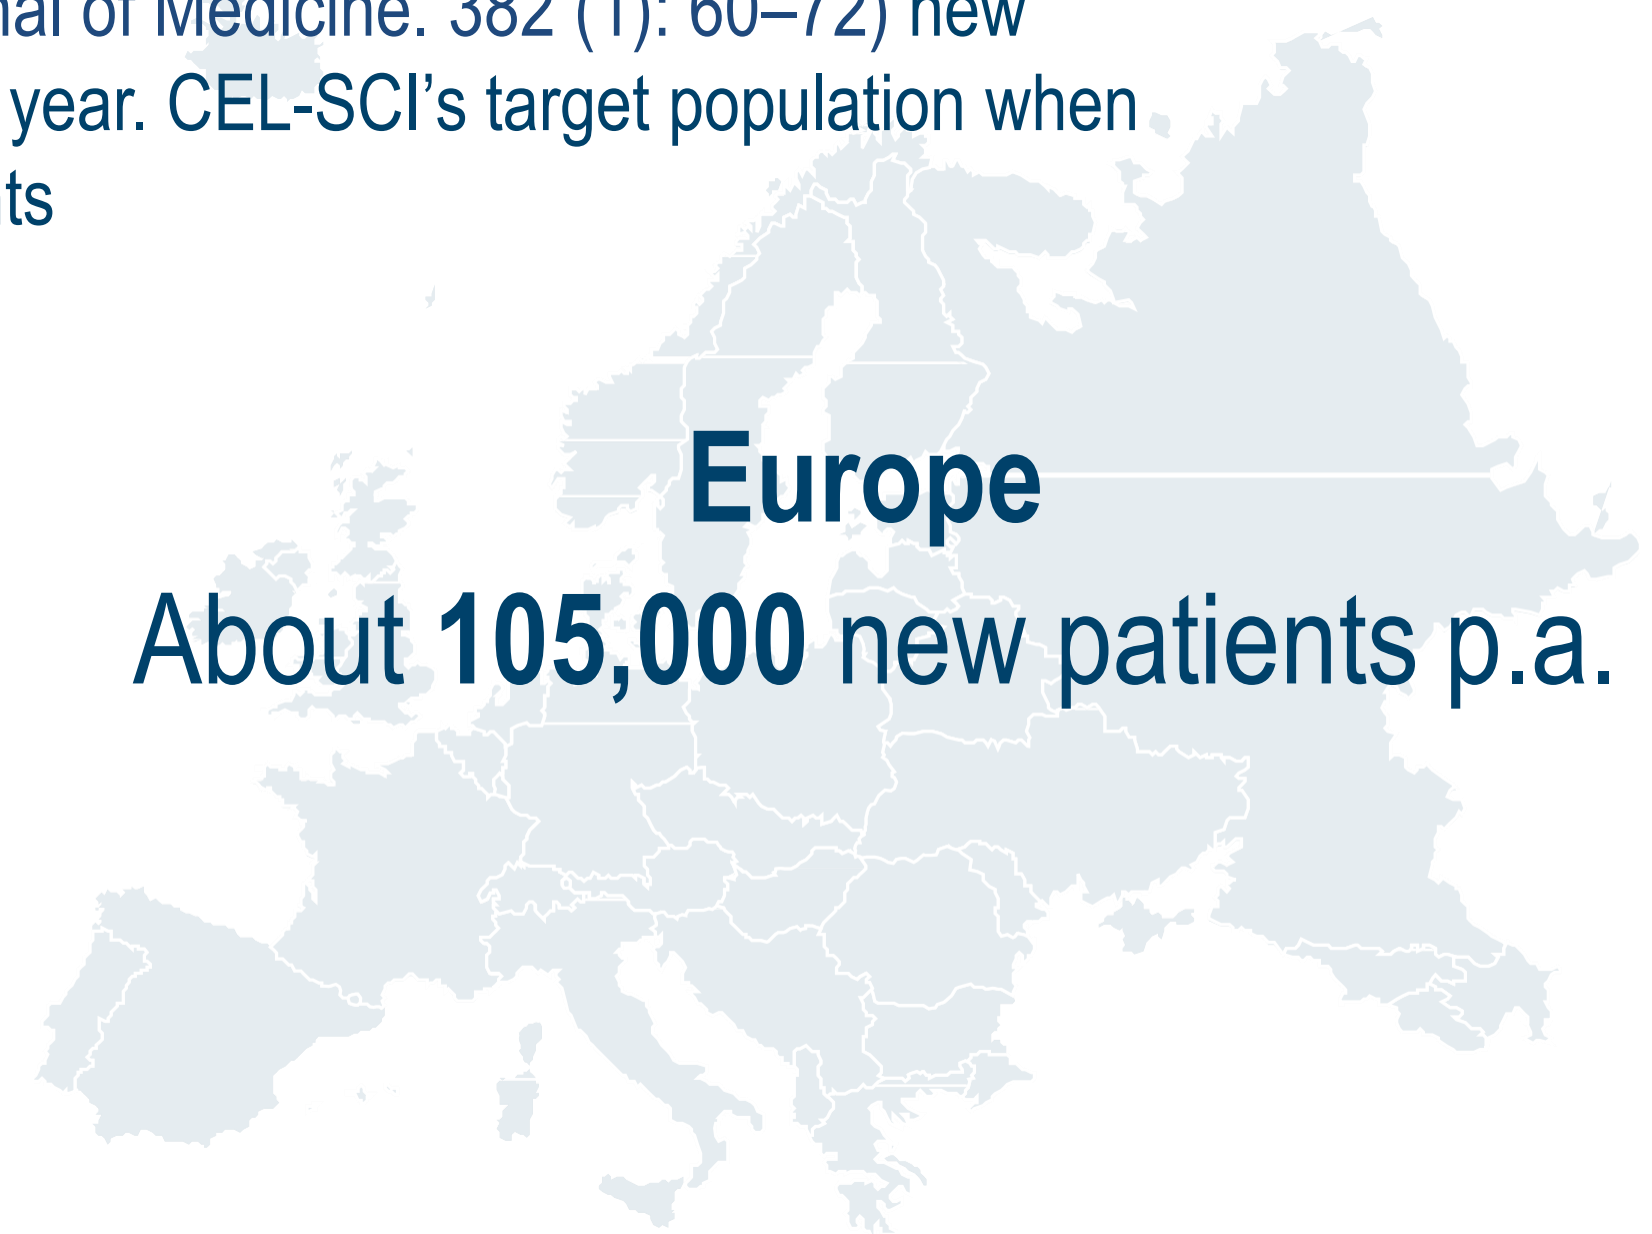 nal of Medicine. 382 (1): 60–72) new
year. CEL-SCI’s target population when
nts
Europe
About 105,000 new patients p.a.